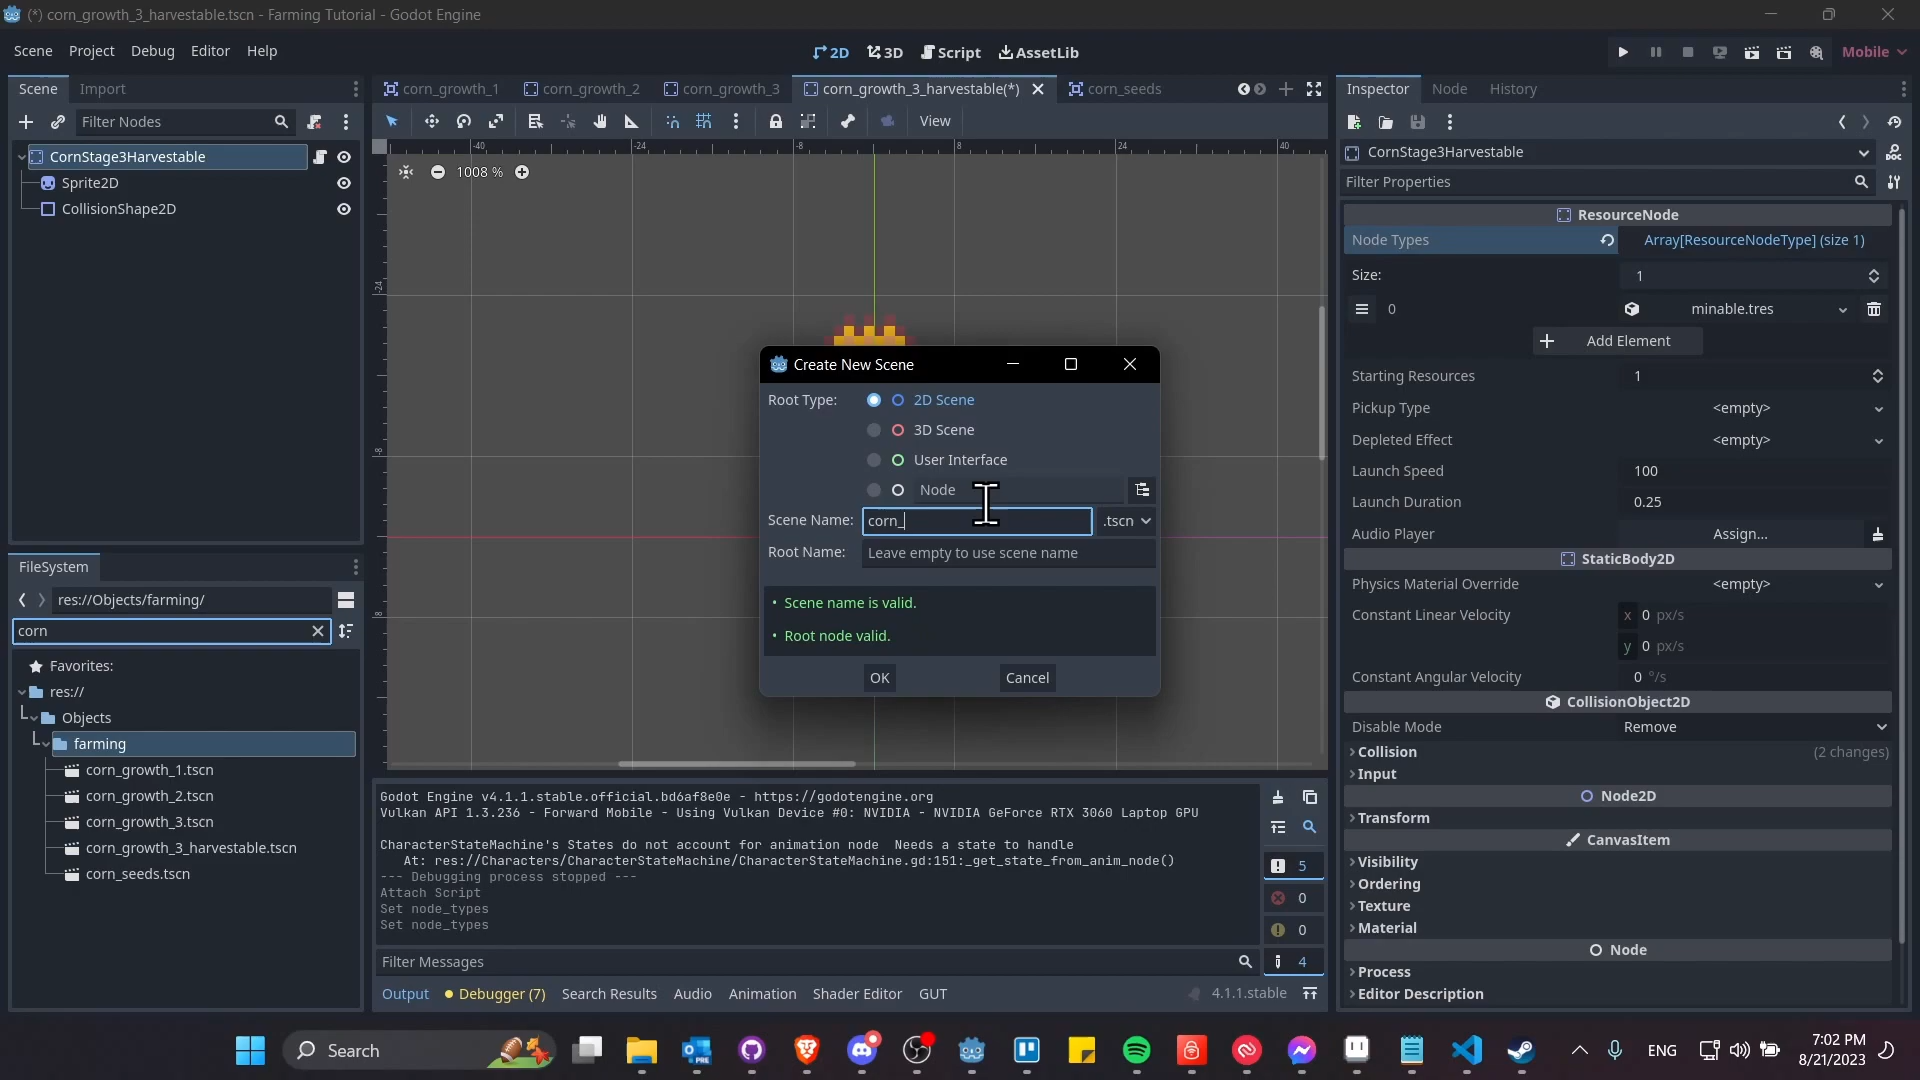 (*) corn_growth_3_harvestable.tscn - Farming Tutorial - Godot Engine
Scene Project Debug Editor Help
2D 3D Script AssetLib
Mobile
Scene Import
corn_growth_1 corn_growth_2 corn_growth_3 corn_growth_3_harvestable(*) corn_seeds
Inspector Node History
Filter Nodes
View
CornStage3Harvestable
Sprite2D
CollisionShape2D
-40 -24 -8 8 24 40
1008 %
-24
-8
8
CornStage3Harvestable
Filter Properties
ResourceNode
Node Types Array[ResourceNodeType] (size 1)
Size: 1
0 minable.tres
Add Element
Starting Resources 1
Pickup Type <empty>
Depleted Effect <empty>
Launch Speed 100
Launch Duration 0.25
Audio Player Assign...
StaticBody2D
Physics Material Override <empty>
Constant Linear Velocity x 0 px/s
y 0 px/s
Constant Angular Velocity 0 °/s
CollisionObject2D
Disable Mode Remove
Collision (2 changes)
Input
Node2D
Transform
CanvasItem
Visibility
Ordering
Texture
Material
Node
Process
Editor Description
Create New Scene
Root Type: 2D Scene
3D Scene
User Interface
Node
Scene Name: corn_ .tscn
Root Name: Leave empty to use scene name
• Scene name is valid.
• Root node valid.
OK Cancel
FileSystem
res://Objects/farming/
corn
Favorites:
res://
Objects
farming
corn_growth_1.tscn
corn_growth_2.tscn
corn_growth_3.tscn
corn_growth_3_harvestable.tscn
corn_seeds.tscn
Godot Engine v4.1.1.stable.official.bd6af8e0e - https://godotengine.org
Vulkan API 1.3.236 - Forward Mobile - Using Vulkan Device #0: NVIDIA - NVIDIA GeForce RTX 3060 Laptop GPU
CharacterStateMachine's States do not account for animation node  Needs a state to handle
At: res://Characters/CharacterStateMachine/CharacterStateMachine.gd:151:_get_state_from_anim_node()
--- Debugging process stopped ---
Attach Script
Set node_types
Set node_types
5
0
0
4
Filter Messages
Output Debugger (7) Search Results Audio Animation Shader Editor GUT
4.1.1.stable
Search
ENG
7:02 PM
8/21/2023